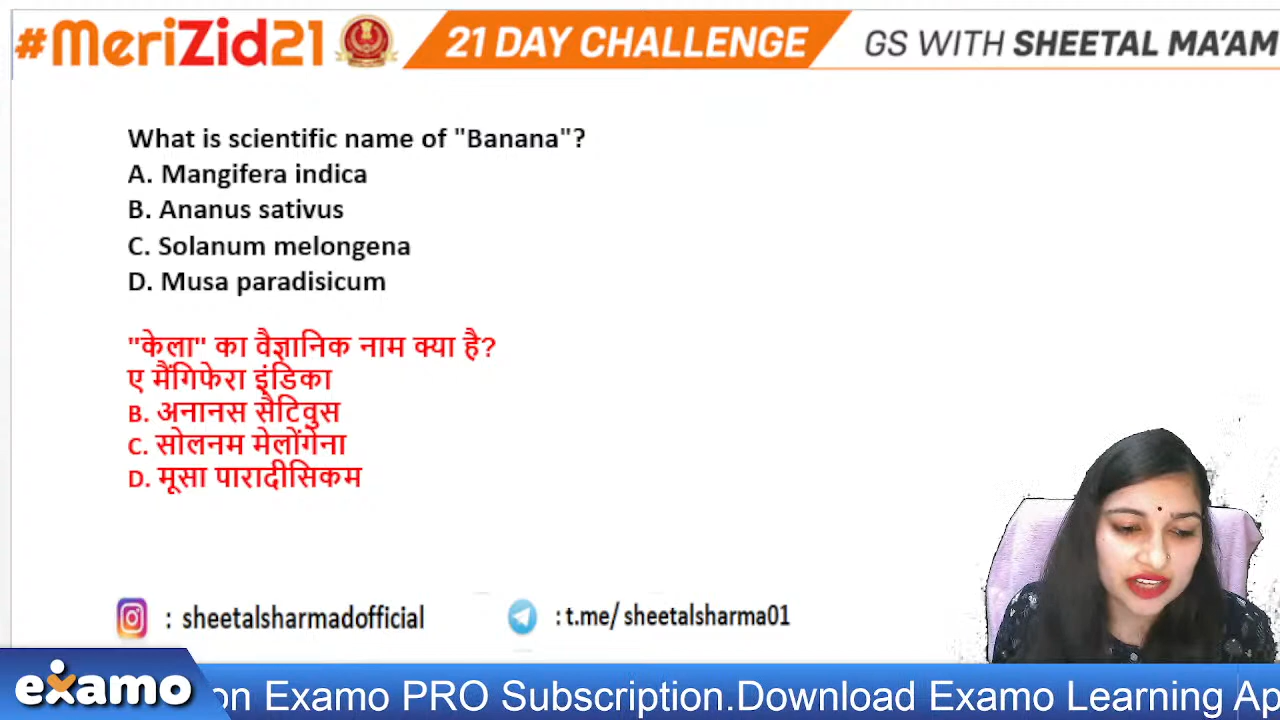 #MeriZid21
21 DAY CHALLENGE
GS WITH SHEETAL MA'AM
What is scientific name of "Banana"?
A. Mangifera indica
B. Ananus sativus
C. Solanum melongena
D. Musa paradisicum
"केला" का वैज्ञानिक नाम क्या है?
ए मैंगिफेरा इंडिका
B. अनानस सैटिवुस
C. सोलनम मेलोंगेना
D. मूसा पारादीसिकम
: sheetalsharmadofficial
: t.me/ sheetalsharma01
examo
on Examo PRO Subscription.Download Examo Learning Ap